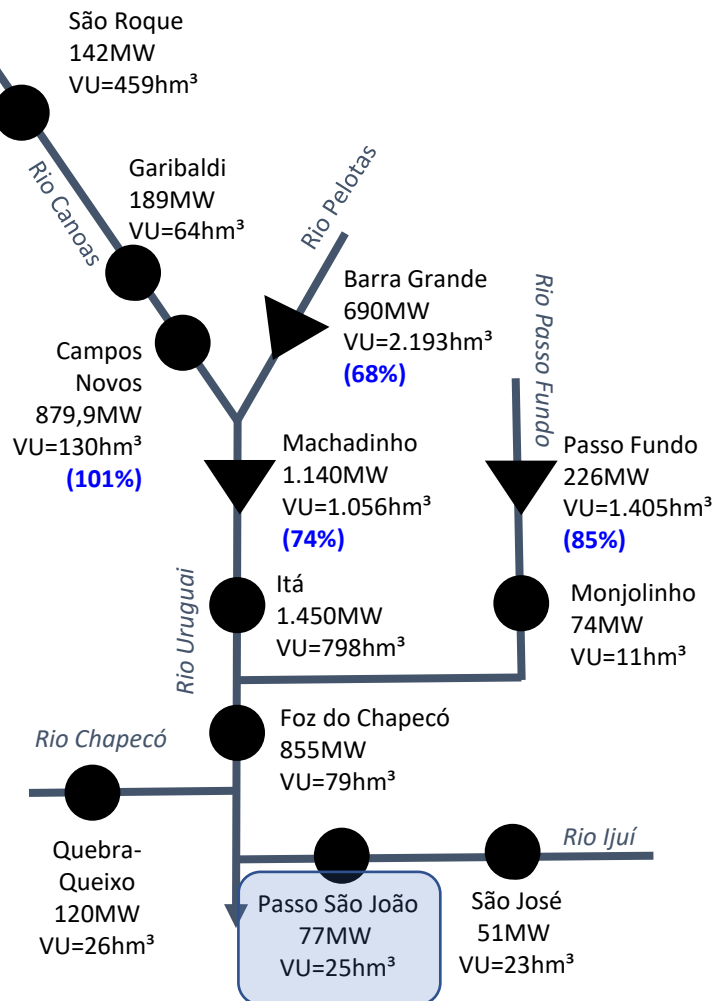 São Roque
142MW
VU=459hm³
Rio Canoas
Garibaldi
189MW
VU=64hm³
Rio Pelotas
Barra Grande
690MW
VU=2.193hm³
(68%)
Rio Passo Fundo
Campos
Novos
879,9MW
VU=130hm³
(101%)
Machadinho
1.140MW
VU=1.056hm³
(74%)
Passo Fundo
226MW
VU=1.405hm³
(85%)
Rio Uruguai
Itá
1.450MW
VU=798hm³
Monjolinho
74MW
VU=11hm³
Foz do Chapecó
855MW
VU=79hm³
Rio Chapecó
Quebra-
Queixo
120MW
VU=26hm³
Rio Ijuí
Passo São João
77MW
VU=25hm³
São José
51MW
VU=23hm³